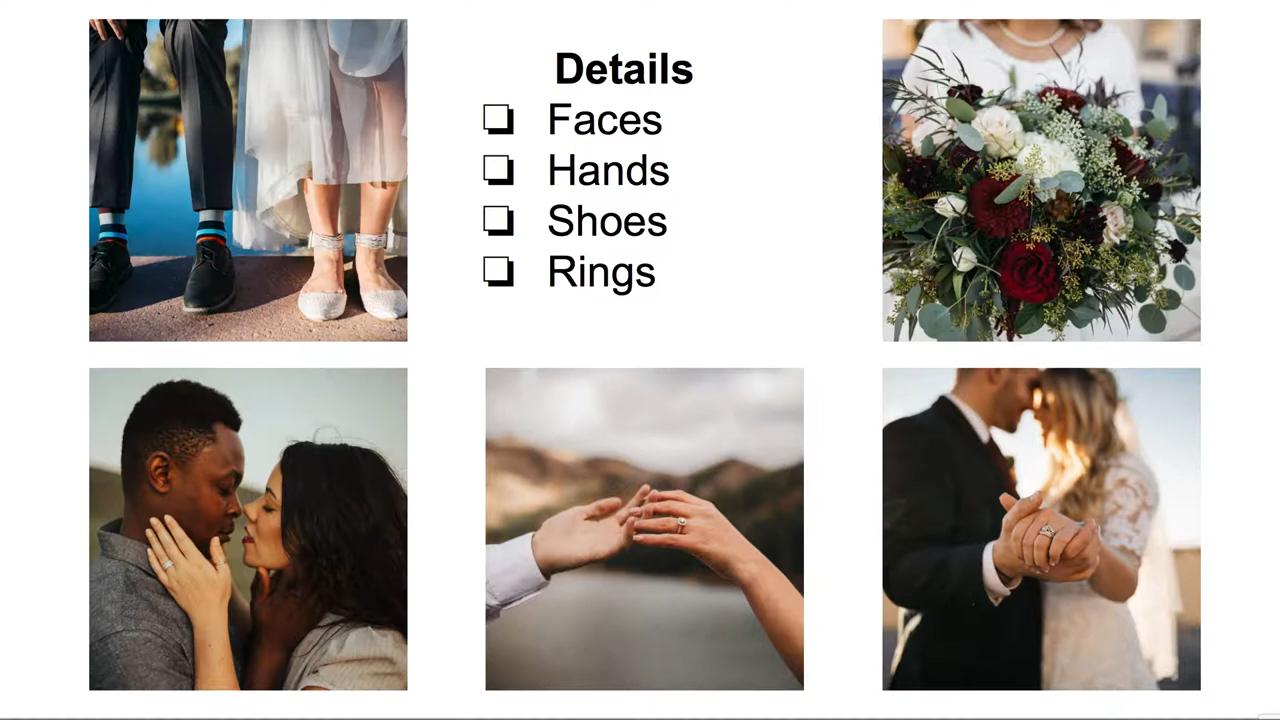 Details
❏ Faces
❏ Hands
❏ Shoes
❏ Rings